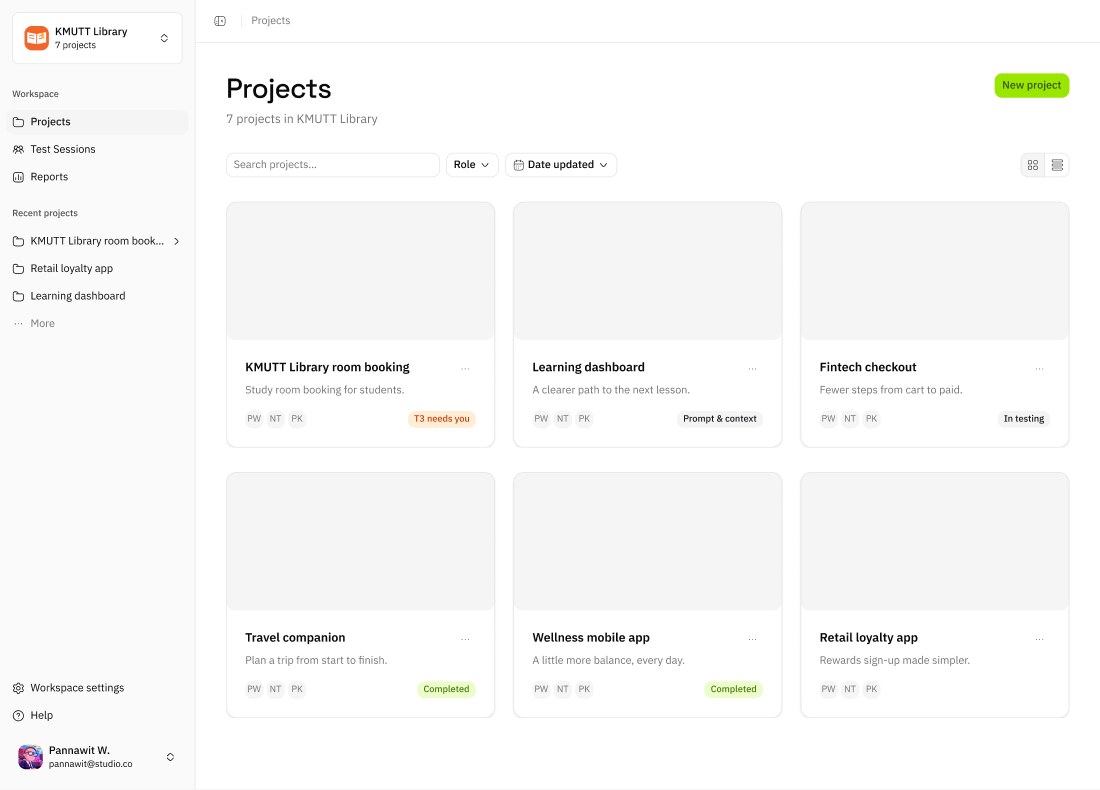 KMUTT Library
7 projects
Workspace
Projects
Test Sessions
Reports
Recent projects
KMUTT Library room book...
Retail loyalty app
Learning dashboard
... More
Workspace settings
Help
Pannawit W.
pannawit@studio.co
Projects
Projects
New project
7 projects in KMUTT Library
Search projects...
Role
Date updated
KMUTT Library room booking
...
Study room booking for students.
PW NT PK
T3 needs you
Learning dashboard
...
A clearer path to the next lesson.
PW NT PK
Prompt & context
Fintech checkout
...
Fewer steps from cart to paid.
PW NT PK
In testing
Travel companion
...
Plan a trip from start to finish.
PW NT PK
Completed
Wellness mobile app
...
A little more balance, every day.
PW NT PK
Completed
Retail loyalty app
...
Rewards sign-up made simpler.
PW NT PK